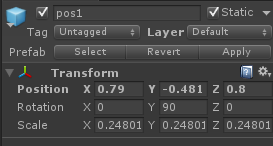 pos1 Static
Tag Untagged Layer Default
Prefab Select Revert Apply
Transform
Position X 0.79 Y -0.481 Z 0.8
Rotation X 0 Y 90 Z 0
Scale X 0.24801 Y 0.24801 Z 0.24801